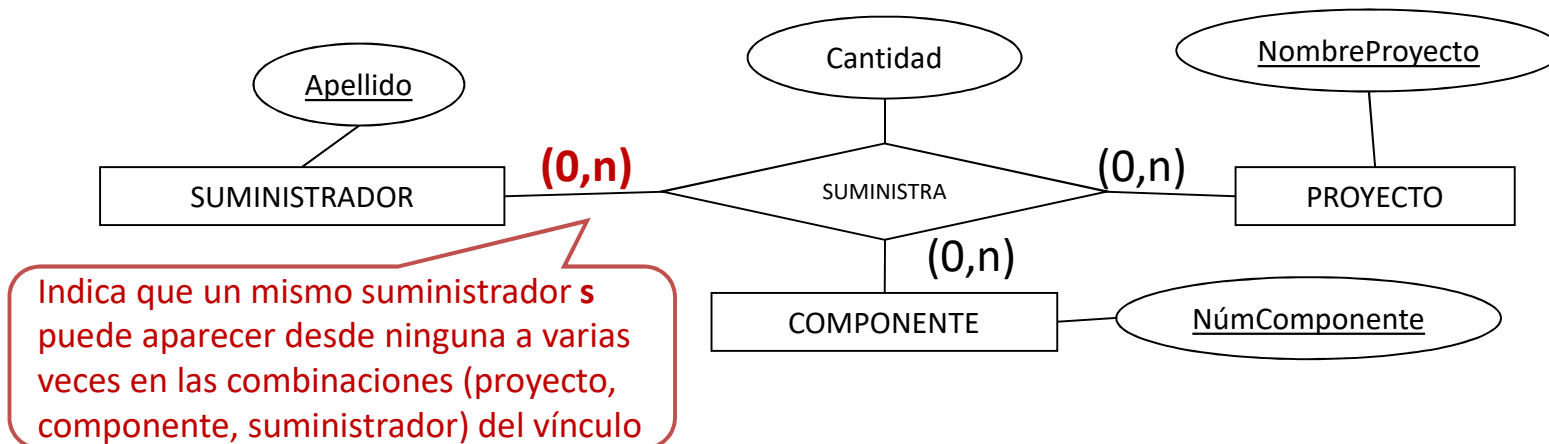 Apellido
Cantidad
NombreProyecto
SUMINISTRADOR
(0,n)
SUMINISTRA
(0,n)
PROYECTO
(0,n)
COMPONENTE
NúmComponente
Indica que un mismo suministrador s
puede aparecer desde ninguna a varias
veces en las combinaciones (proyecto,
componente, suministrador) del vínculo